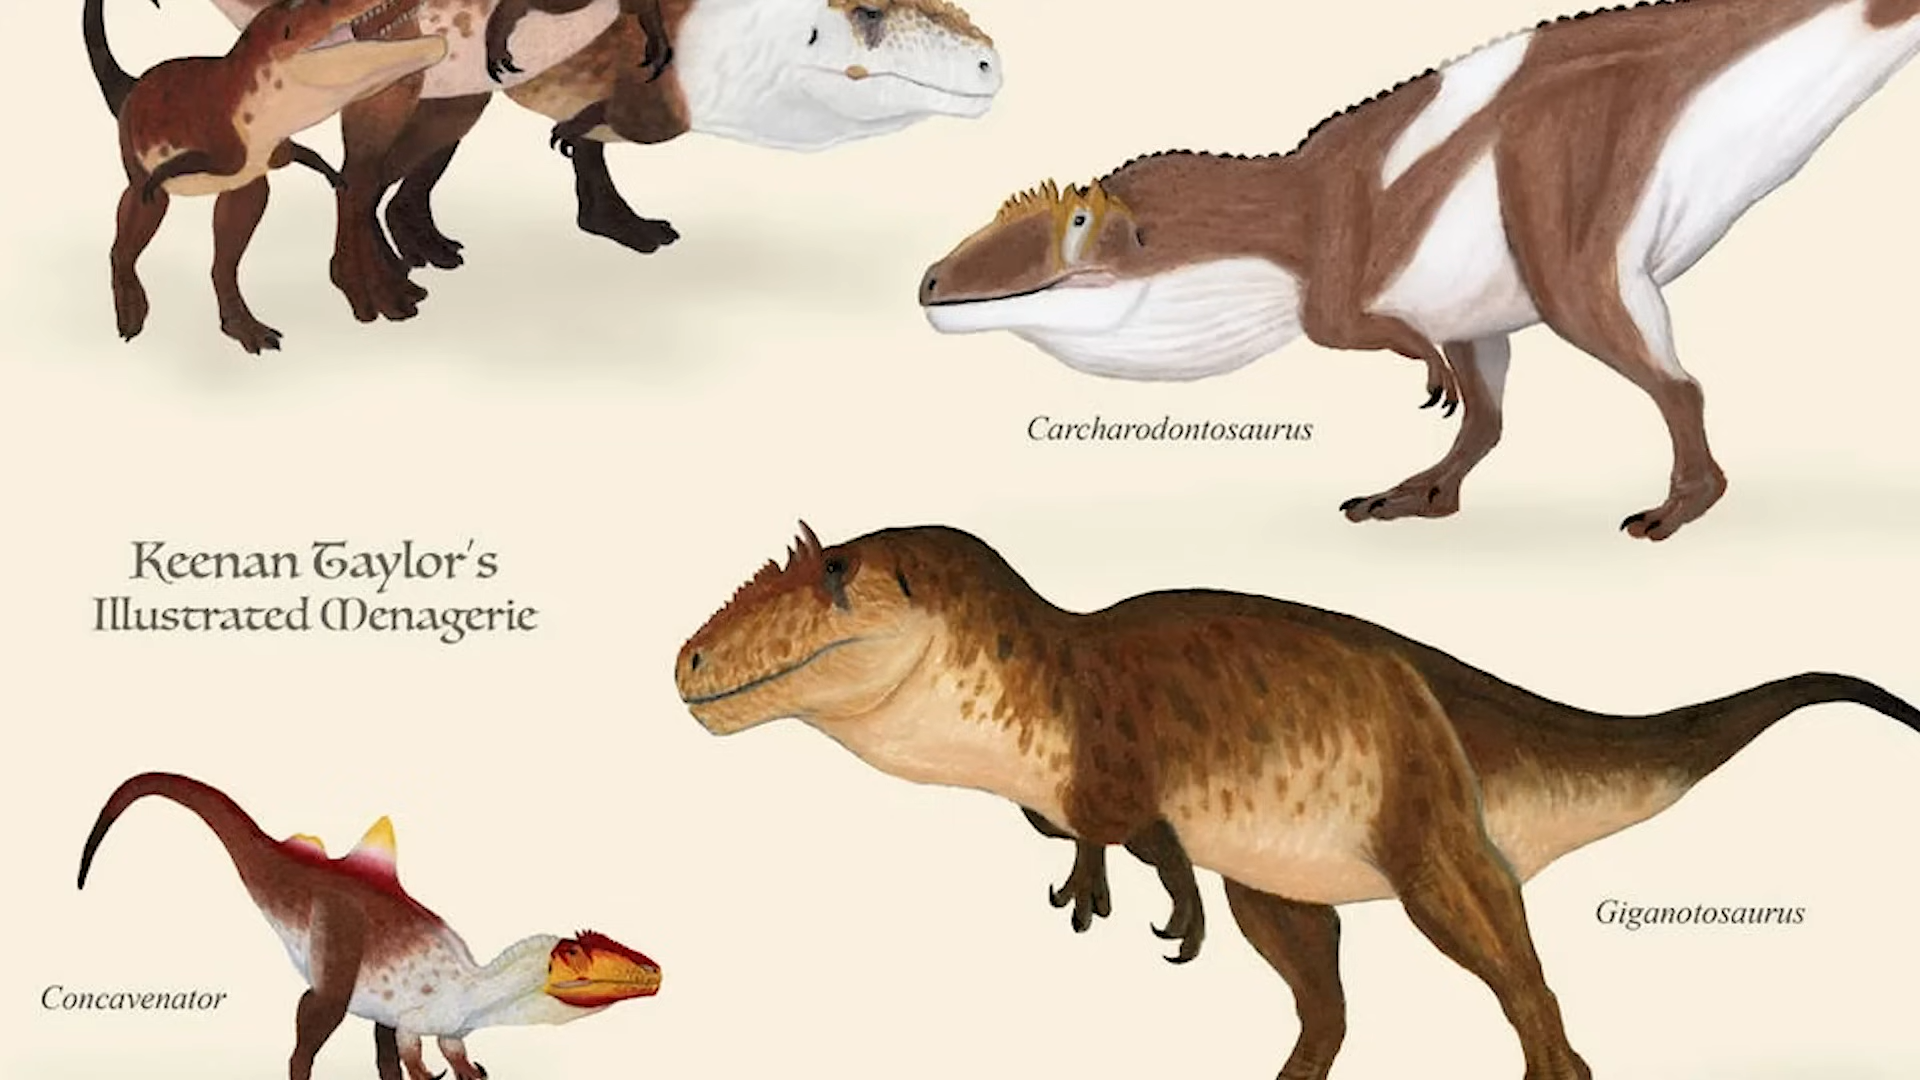 Carcharodontosaurus
Keenan Taylor's
Illustrated Menagerie
Giganotosaurus
Concavenator